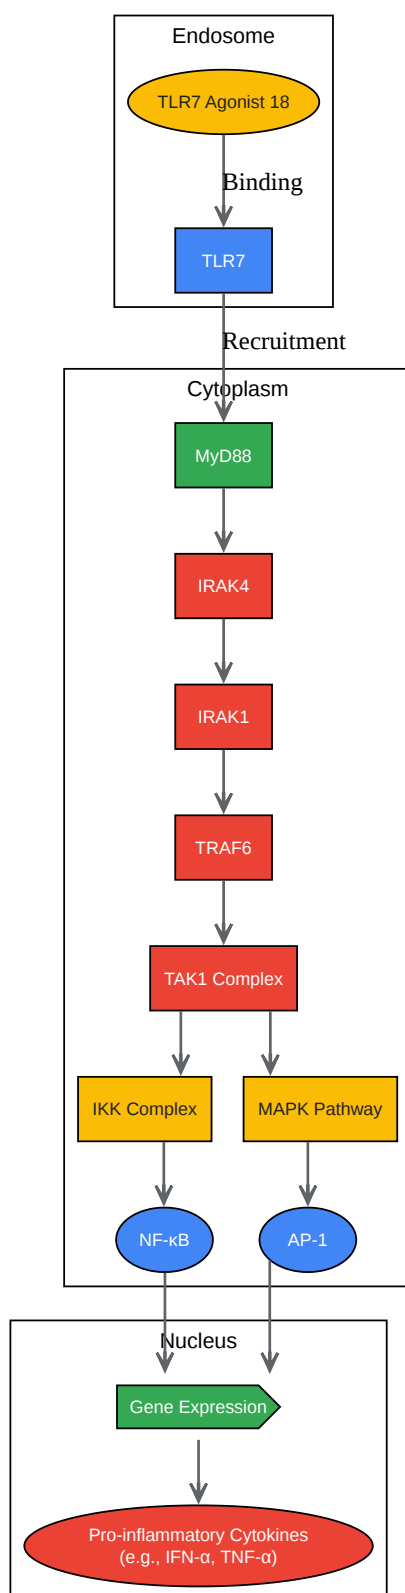 Endosome
TLR7 Agonist 18
Binding
TLR7
Recruitment
Cytoplasm
MyD88
IRAK4
IRAK1
TRAF6
TAK1 Complex
IKK Complex
MAPK Pathway
NF-κB
AP-1
Nucleus
Gene Expression
Pro-inflammatory Cytokines
(e.g., IFN-α, TNF-α)